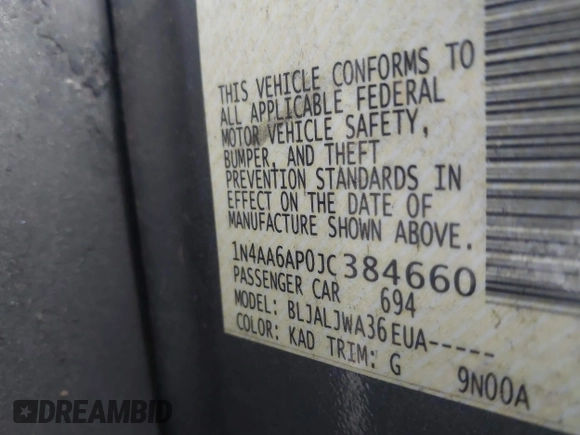 THIS VEHICLE CONFORMS TO
ALL APPLICABLE FEDERAL
MOTOR VEHICLE SAFETY,
BUMPER, AND THEFT
PREVENTION STANDARDS IN
EFFECT ON THE DATE OF
MANUFACTURE SHOWN ABOVE.
1N4AA6AP0JC384660
PASSENGER CAR 694
MODEL: BLJALJWA36EUA-----
COLOR: KAD TRIM: G 9N00A
DREAMBID